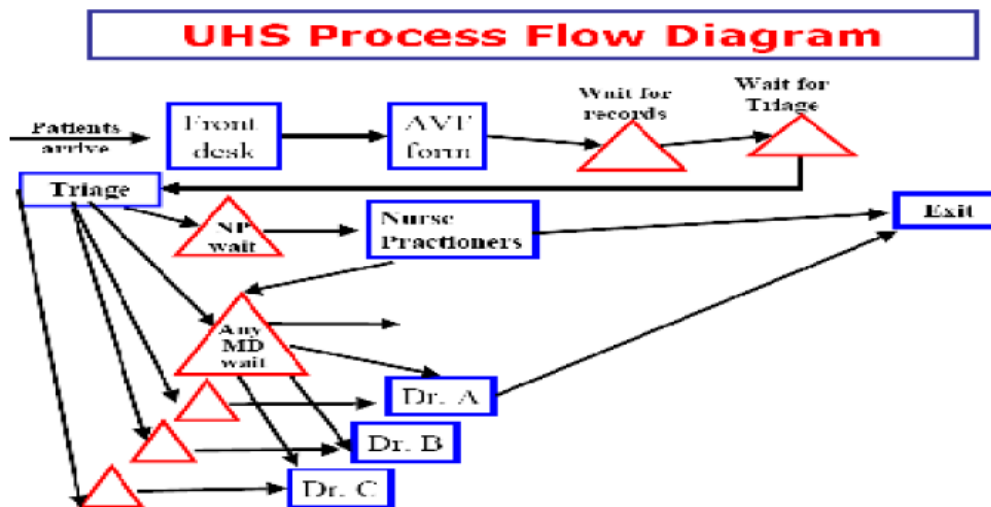 UHS Process Flow Diagram
Patients
arrive
Front
desk
AVF
form
Wait for
records
Wait for
Triage
Triage
NP
wait
Nurse
Practioners
Exit
Any
MD
wait
Dr. A
Dr. B
Dr. C